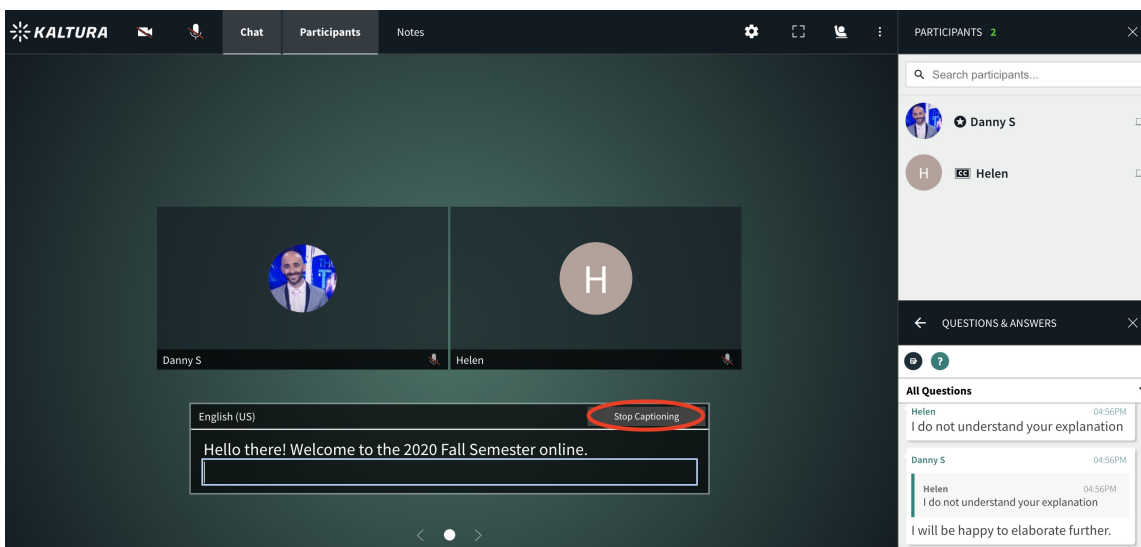 KALTURA
Chat
Participants
Notes
PARTICIPANTS 2
Search participants...
Danny S
H
CC Helen
H
Danny S
Helen
English (US)
Stop Captioning
Hello there! Welcome to the 2020 Fall Semester online.
QUESTIONS & ANSWERS
?
All Questions
Helen 04:56PM
I do not understand your explanation
Danny S 04:56PM
Helen 04:56PM
I do not understand your explanation
I will be happy to elaborate further.